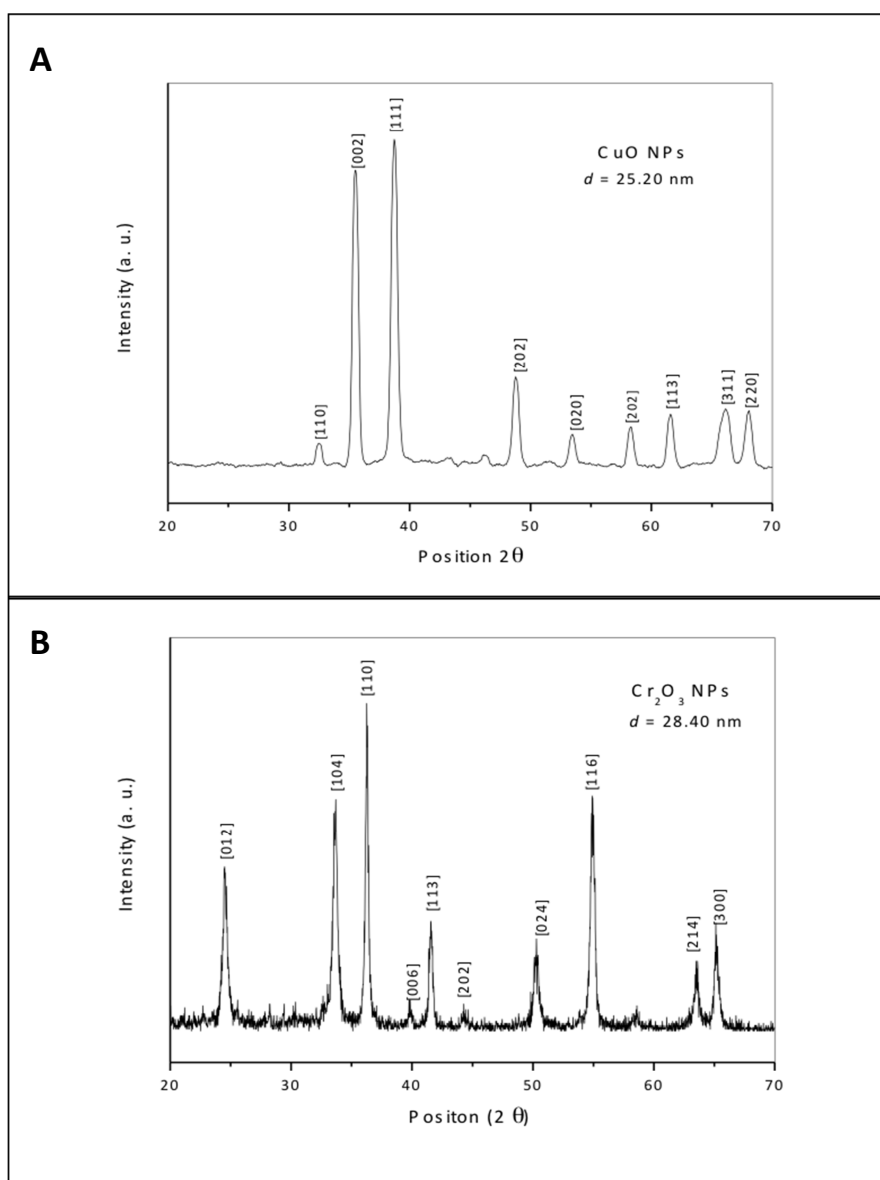 A
[110]
[002]
[111]
[202]
[020]
[202]
[113]
[311]
[220]
CuO NPs
d = 25.20 nm
Intensity (a. u.)
20 30 40 50 60 70
Position 2θ
B
[012]
[104]
[110]
[006]
[113]
[202]
[024]
[116]
[214]
[300]
Cr₂O₃ NPs
d = 28.40 nm
Intensity (a. u.)
20 30 40 50 60 70
Positon (2 θ)